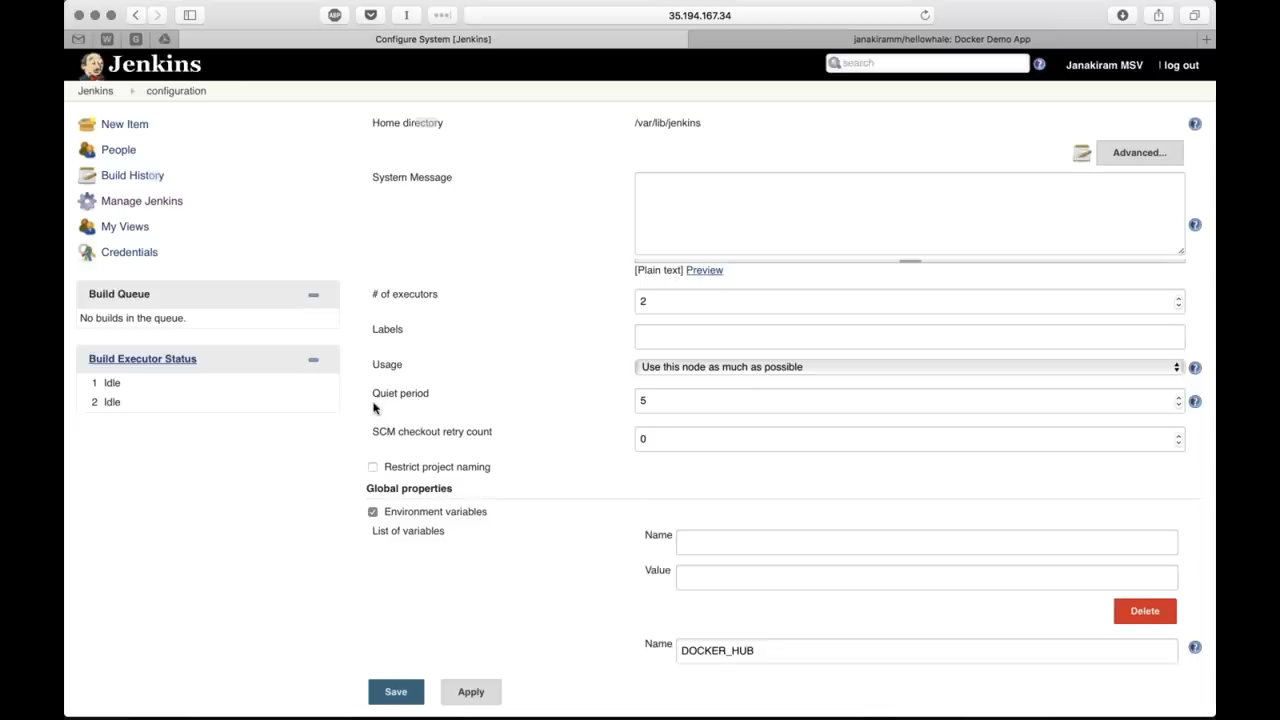 ABP
35.194.167.34
W
G
Configure System [Jenkins]
janakiramm/hellowhale: Docker Demo App
Jenkins
search
Janakiram MSV
| log out
Jenkins
configuration
New Item
People
Build History
Manage Jenkins
My Views
Credentials
Build Queue
No builds in the queue.
Build Executor Status
1 Idle
2 Idle
Home directory
/var/lib/jenkins
Advanced...
System Message
[Plain text] Preview
# of executors
2
Labels
Usage
Use this node as much as possible
Quiet period
5
SCM checkout retry count
0
Restrict project naming
Global properties
Environment variables
List of variables
Name
Value
Delete
Name
DOCKER_HUB
Save
Apply